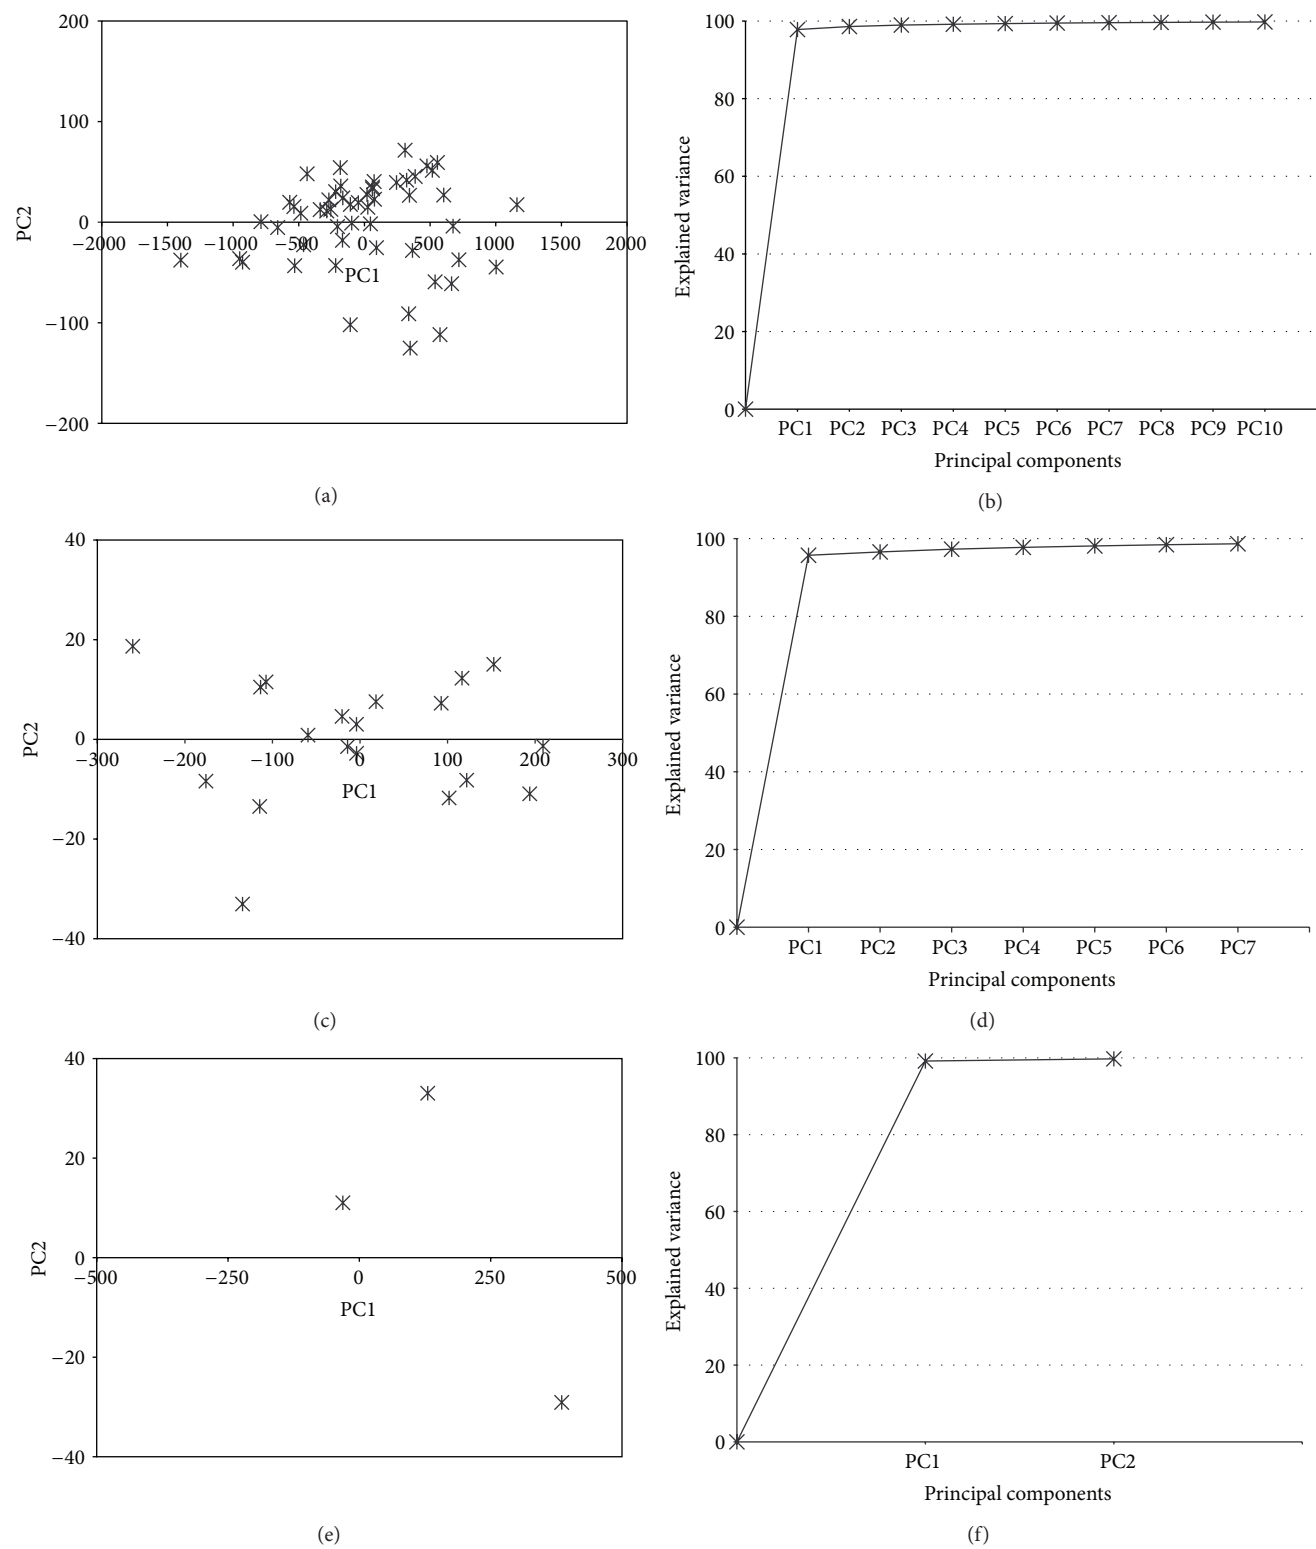 200
100
0
−100
−200
−2000 −1500 −1000 −500 0 500 1000 1500 2000
PC1
PC2
(a)
100
80
60
40
20
0
Explained variance
PC1 PC2 PC3 PC4 PC5 PC6 PC7 PC8 PC9 PC10
Principal components
(b)
40
20
0
−20
−40
−300 −200 −100 0 100 200 300
PC1
PC2
(c)
100
80
60
40
20
0
Explained variance
PC1 PC2 PC3 PC4 PC5 PC6 PC7
Principal components
(d)
40
20
0
−20
−40
−500 −250 0 250 500
PC1
PC2
(e)
100
80
60
40
20
0
Explained variance
PC1 PC2
Principal components
(f)